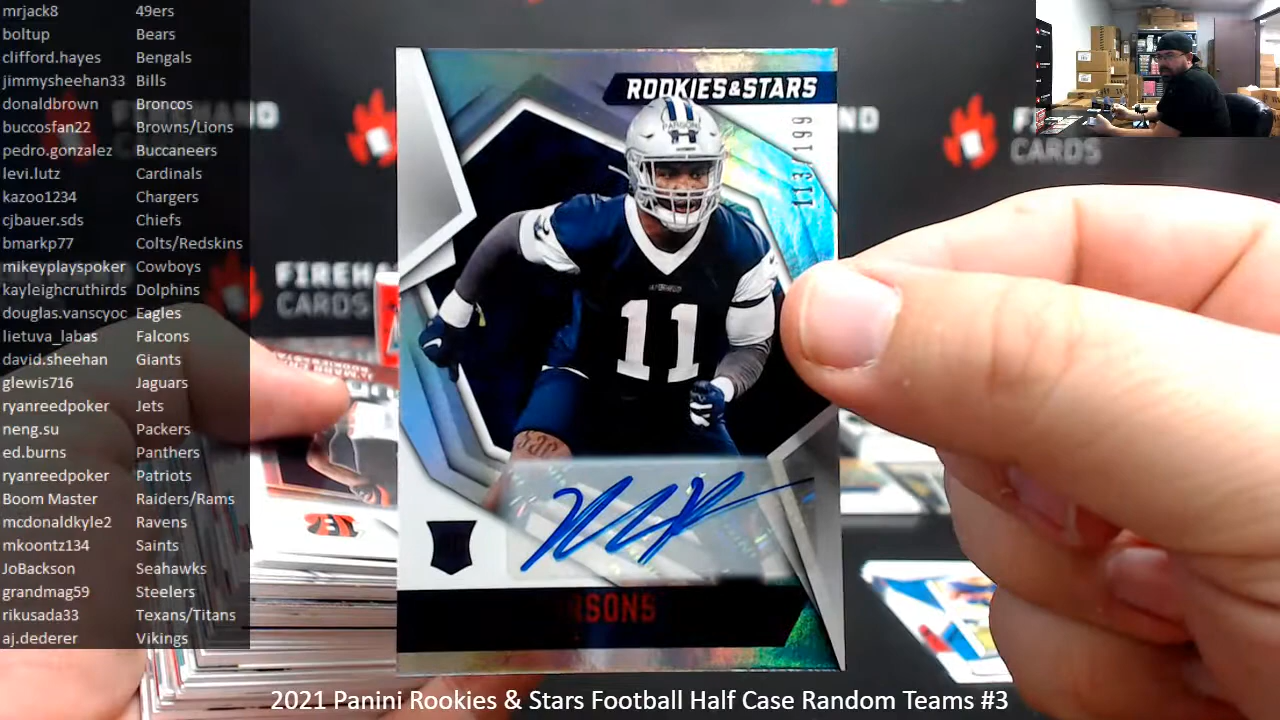 mrjack8 49ers
boltup Bears
clifford.hayes Bengals
jimmysheehan33 Bills
donaldbrown Broncos
buccosfan22 Browns/Lions
pedro.gonzalez Buccaneers
levi.lutz Cardinals
kazoo1234 Chargers
cjbauer.sds Chiefs
bmarkp77 Colts/Redskins
mikeyplayspoker Cowboys
kayleighcruthirds Dolphins
douglas.vanscyoc Eagles
lietuva_labas Falcons
david.sheehan Giants
glewis716 Jaguars
ryanreedpoker Jets
neng.su Packers
ed.burns Panthers
ryanreedpoker Patriots
Boom Master Raiders/Rams
mcdonaldkyle2 Ravens
mkoontz134 Saints
JoBackson Seahawks
grandmag59 Steelers
rikusada33 Texans/Titans
aj.dederer Vikings
ROOKIES&STARS
113/199
PARSONS
11
RSONS
FIREHAND
CARDS
CARDS
2021 Panini Rookies & Stars Football Half Case Random Teams #3